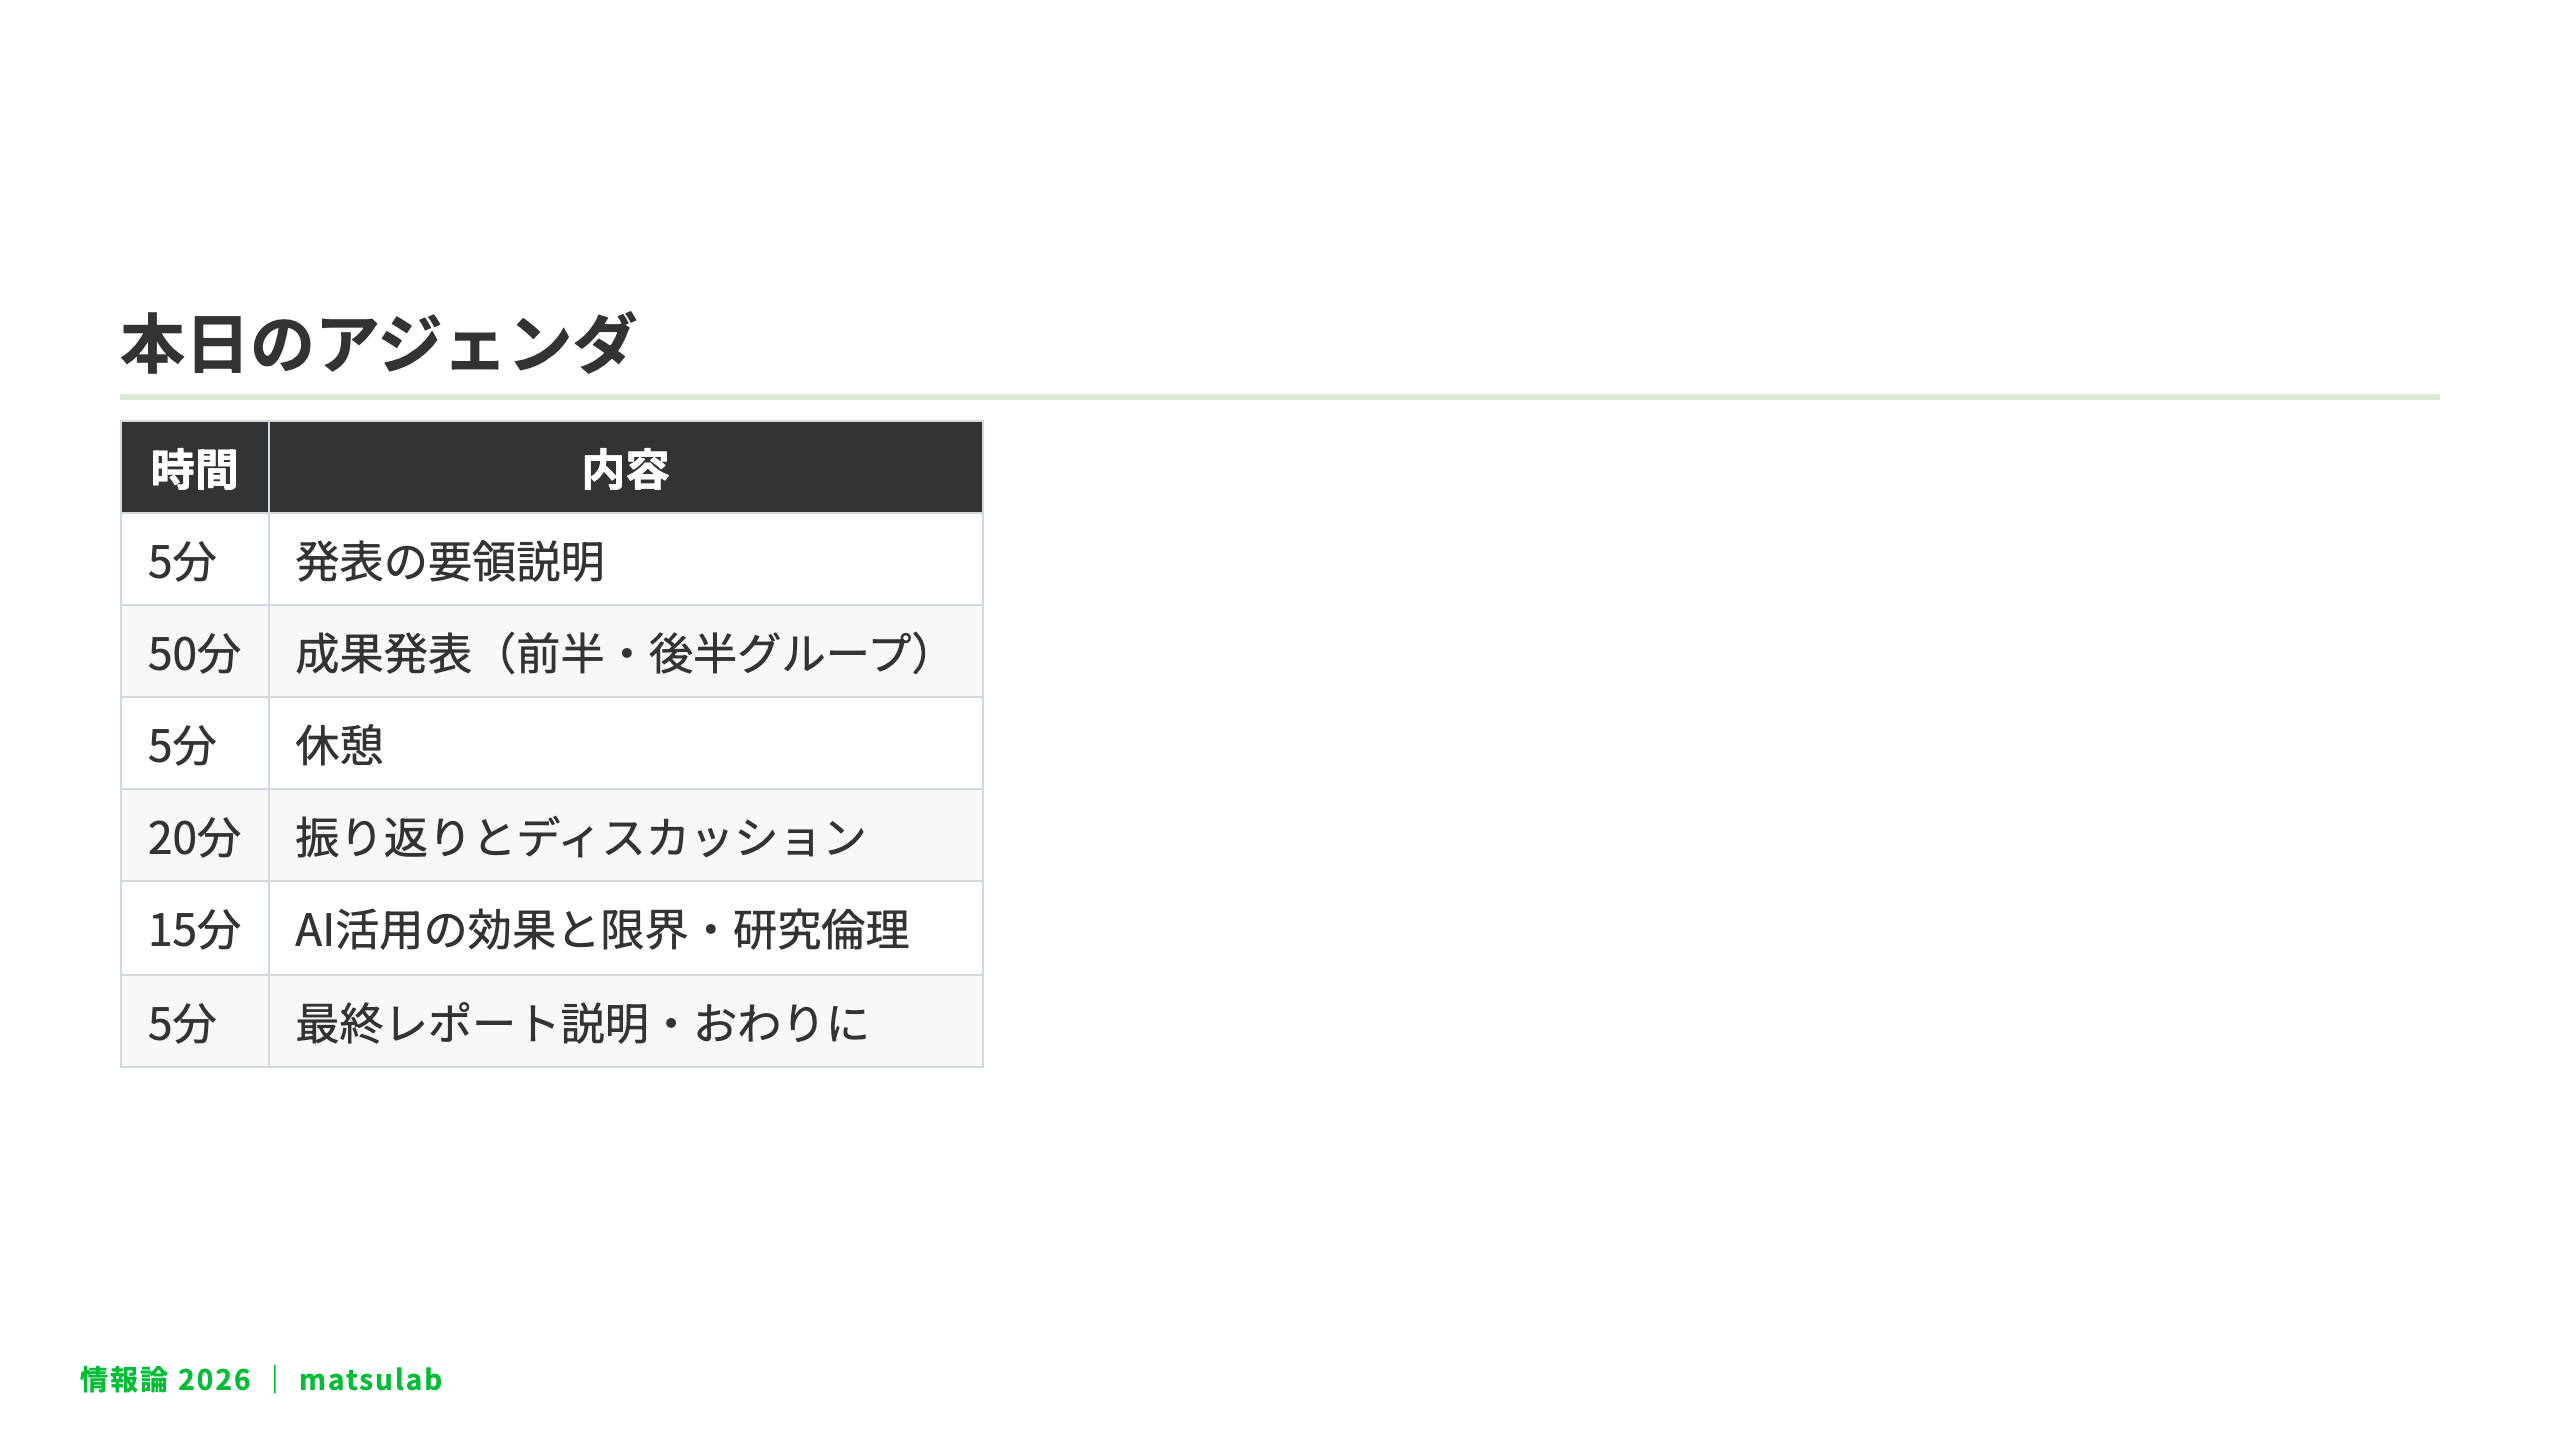 本日のアジェンダ
時間 内容
5分 発表の要領説明
50分 成果発表（前半・後半グループ）
5分 休憩
20分 振り返りとディスカッション
15分 AI活用の効果と限界・研究倫理
5分 最終レポート説明・おわりに
情報論 2026 ｜ matsulab